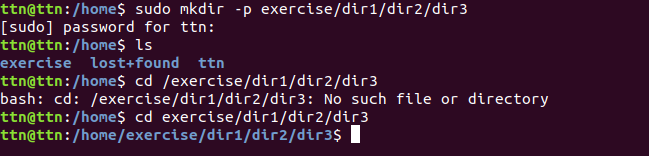 ttn@ttn:/home$ sudo mkdir -p exercise/dir1/dir2/dir3
[sudo] password for ttn:
ttn@ttn:/home$ ls
exercise  lost+found  ttn
ttn@ttn:/home$ cd /exercise/dir1/dir2/dir3
bash: cd: /exercise/dir1/dir2/dir3: No such file or directory
ttn@ttn:/home$ cd exercise/dir1/dir2/dir3
ttn@ttn:/home/exercise/dir1/dir2/dir3$